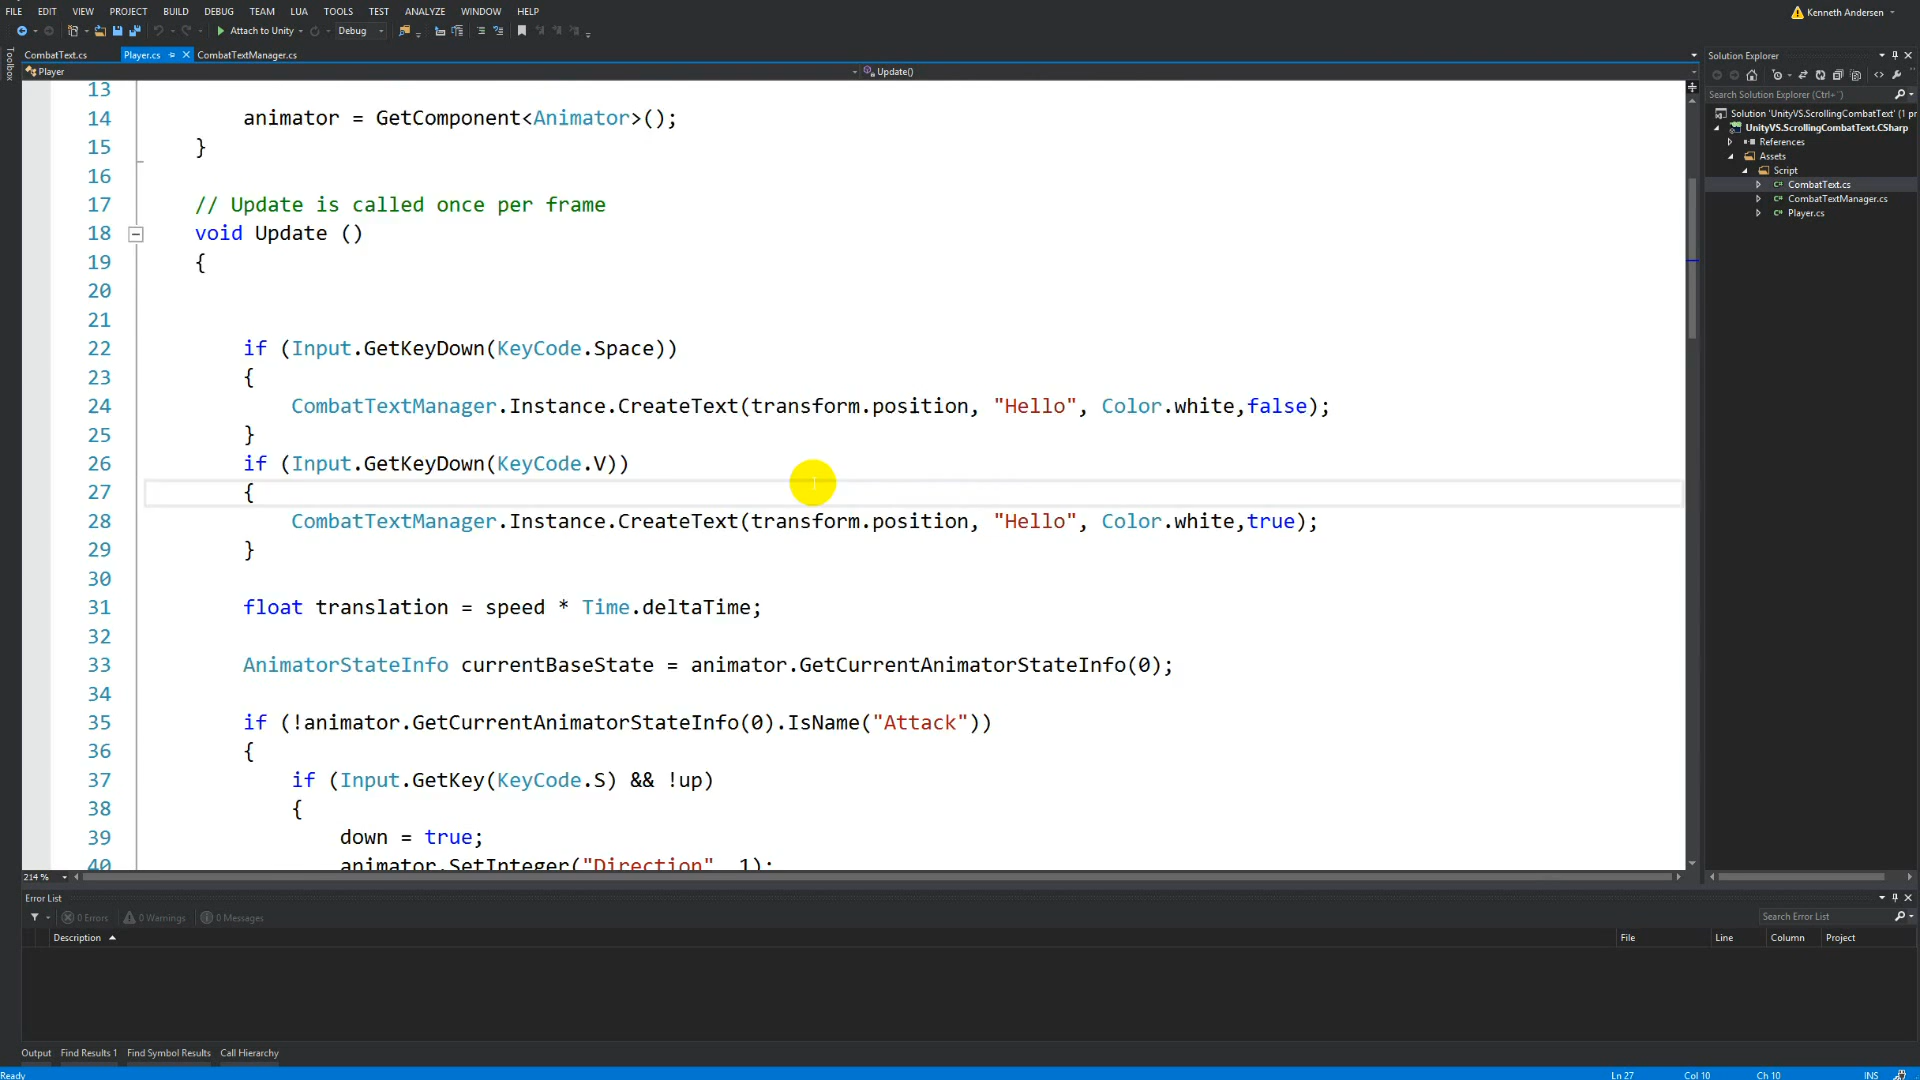 FILE EDIT VIEW PROJECT BUILD DEBUG TEAM LUA TOOLS TEST ANALYZE WINDOW HELP
Kenneth Andersen
Attach to Unity
Debug
CombatText.cs Player.cs CombatTextManager.cs
Toolbox
Player
Update()
13
14 animator = GetComponent<Animator>();
15 }
16
17 // Update is called once per frame
18 void Update ()
19 {
20
21
22 if (Input.GetKeyDown(KeyCode.Space))
23 {
24 CombatTextManager.Instance.CreateText(transform.position, "Hello", Color.white,false);
25 }
26 if (Input.GetKeyDown(KeyCode.V))
27 {
28 CombatTextManager.Instance.CreateText(transform.position, "Hello", Color.white,true);
29 }
30
31 float translation = speed * Time.deltaTime;
32
33 AnimatorStateInfo currentBaseState = animator.GetCurrentAnimatorStateInfo(0);
34
35 if (!animator.GetCurrentAnimatorStateInfo(0).IsName("Attack"))
36 {
37 if (Input.GetKey(KeyCode.S) && !up)
38 {
39 down = true;
40 animator.SetInteger("Direction", 1);
214 %
Solution Explorer
Search Solution Explorer (Ctrl+¨)
Solution 'UnityVS.ScrollingCombatText' (1 pr
UnityVS.ScrollingCombatText.CSharp
References
Assets
Script
CombatText.cs
CombatTextManager.cs
Player.cs
Error List
0 Errors 0 Warnings 0 Messages
Search Error List
Description File Line Column Project
Output Find Results 1 Find Symbol Results Call Hierarchy
Ready Ln 27 Col 10 Ch 10 INS